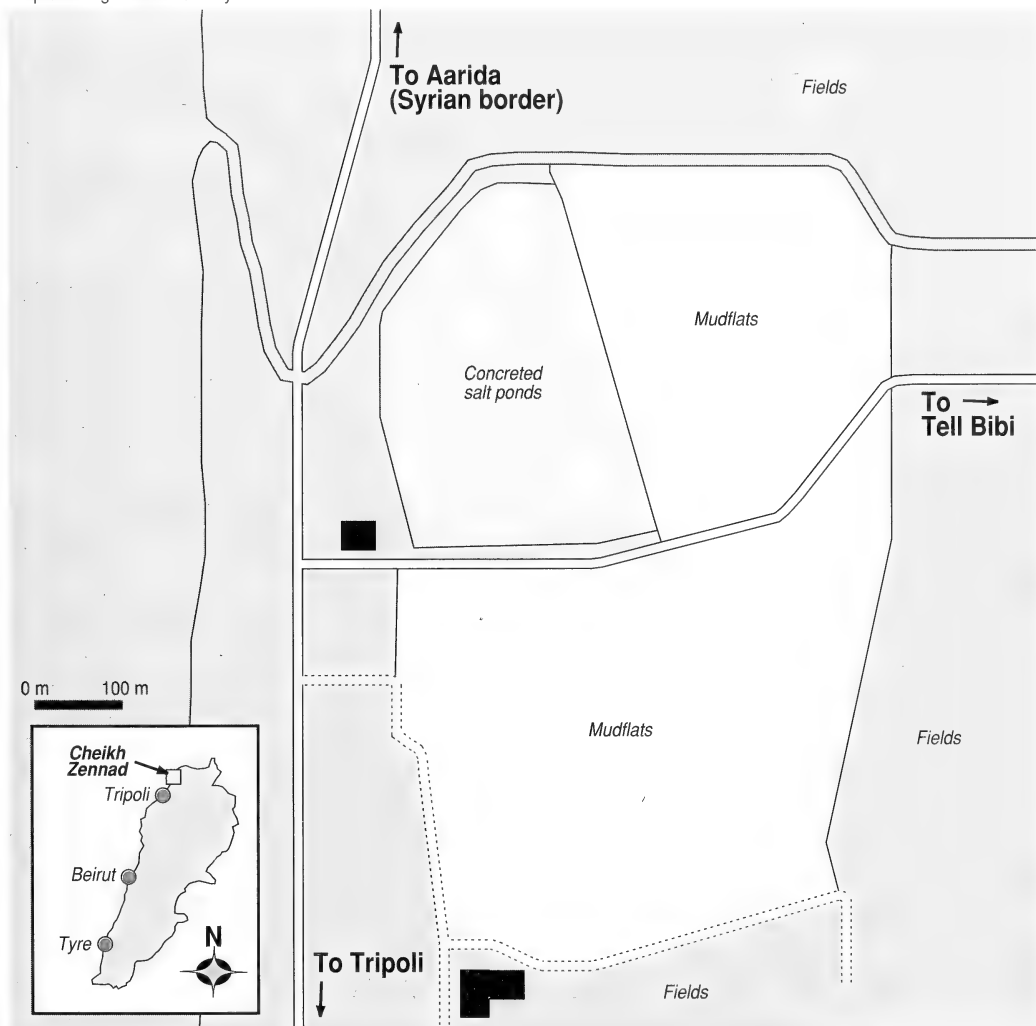 To Aarida
(Syrian border)
Fields
Mudflats
Concreted
salt ponds
To →
Tell Bibi
0 m 100 m
Mudflats
Fields
Cheikh
Zennad
Tripoli
Beirut
Tyre
N
To Tripoli
Fields